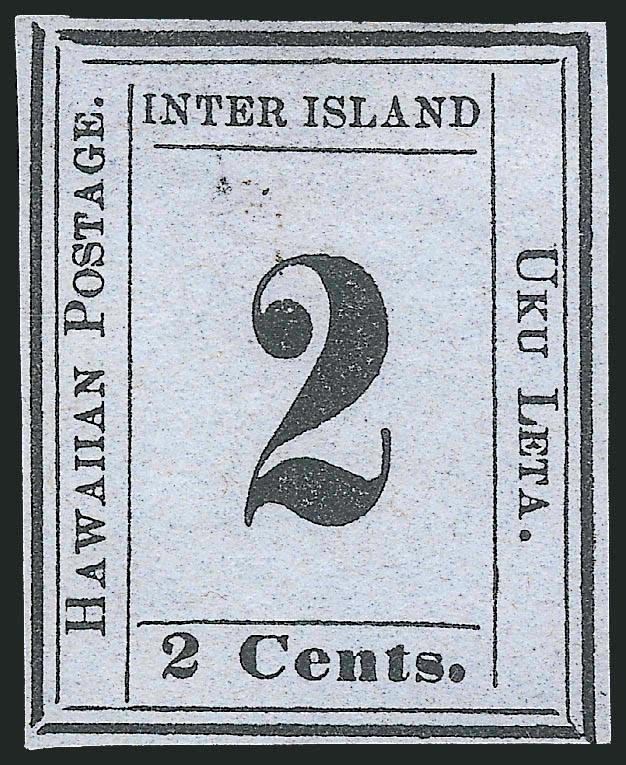 INTER ISLAND
HAWAIIAN POSTAGE.
2
UKU LETA.
2 Cents.